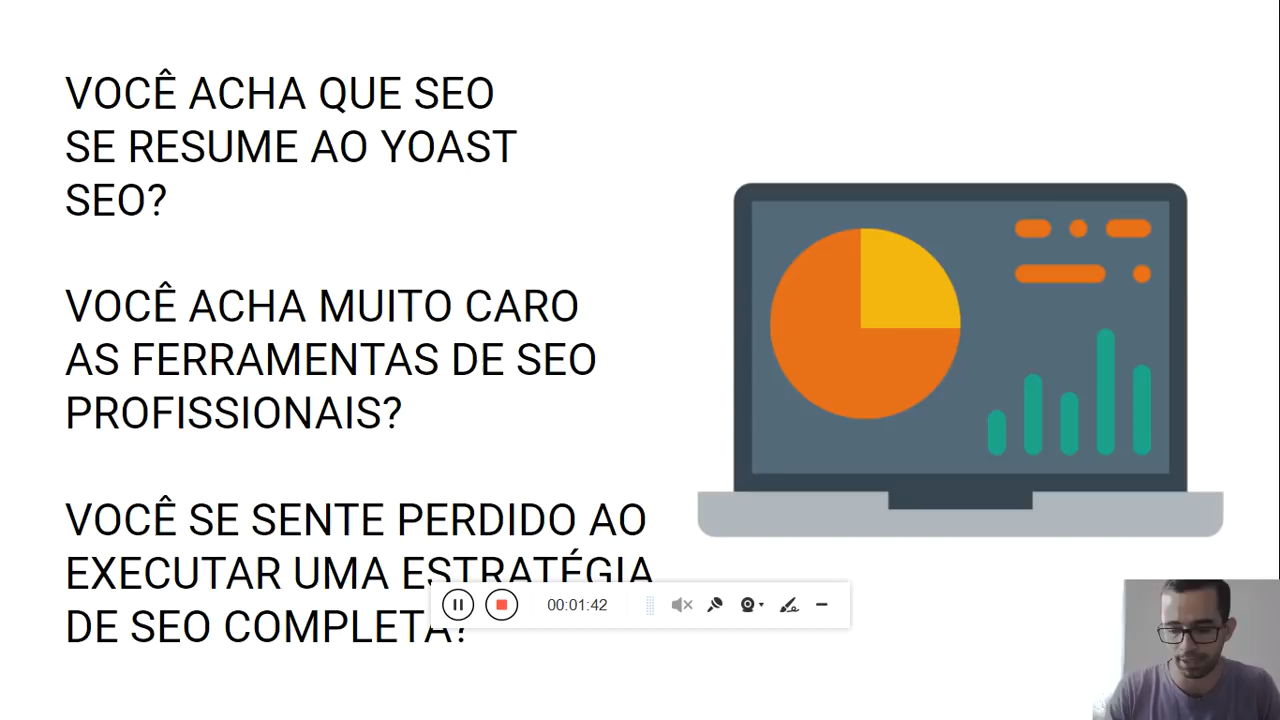 VOCÊ ACHA QUE SEO
SE RESUME AO YOAST
SEO?
VOCÊ ACHA MUITO CARO
AS FERRAMENTAS DE SEO
PROFISSIONAIS?
VOCÊ SE SENTE PERDIDO AO
EXECUTAR UMA ESTRATÉGIA
DE SEO COMPLETA?
00:01:42